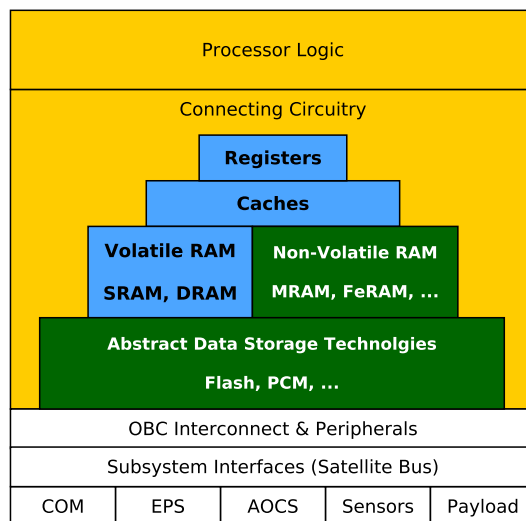 Processor Logic
Connecting Circuitry
Registers
Caches
Volatile RAM
SRAM, DRAM
Non-Volatile RAM
MRAM, FeRAM, ...
Abstract Data Storage Technolgies
Flash, PCM, ...
OBC Interconnect & Peripherals
Subsystem Interfaces (Satellite Bus)
COM EPS AOCS Sensors Payload